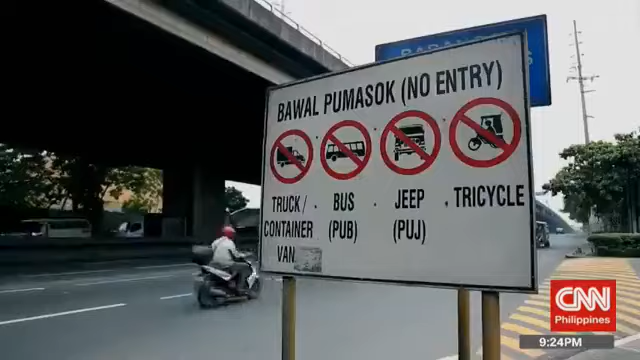 BAWAL PUMASOK (NO ENTRY)
TRUCK/ CONTAINER VAN
BUS (PUB)
JEEP (PUJ)
TRICYCLE
CNN
Philippines
9:24PM